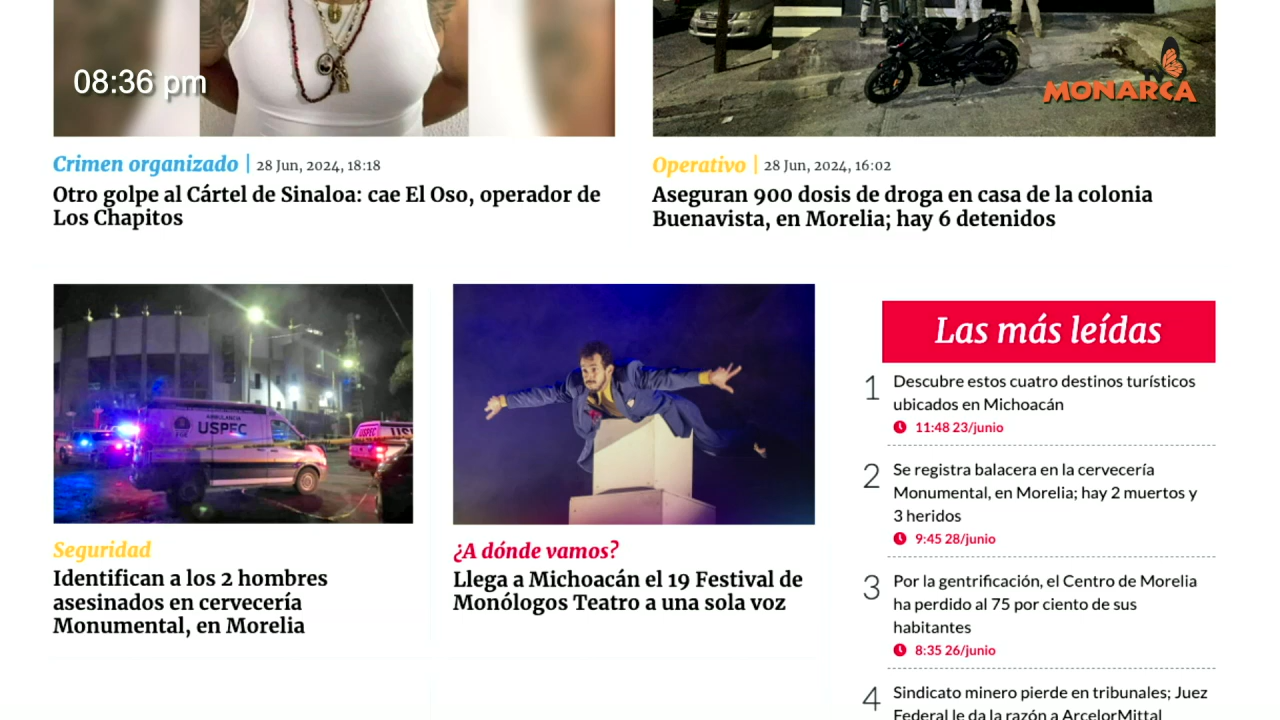 08:36 pm
MONARCA
Crimen organizado | 28 Jun, 2024, 18:18
Otro golpe al Cártel de Sinaloa: cae El Oso, operador de
Los Chapitos
Operativo | 28 Jun, 2024, 16:02
Aseguran 900 dosis de droga en casa de la colonia
Buenavista, en Morelia; hay 6 detenidos
AMBULANCIA
USPEC
USPEC
Seguridad
Identifican a los 2 hombres
asesinados en cervecería
Monumental, en Morelia
¿A dónde vamos?
Llega a Michoacán el 19 Festival de
Monólogos Teatro a una sola voz
Las más leídas
1 Descubre estos cuatro destinos turísticos
ubicados en Michoacán
11:48 23/junio
2 Se registra balacera en la cervecería
Monumental, en Morelia; hay 2 muertos y
3 heridos
9:45 28/junio
3 Por la gentrificación, el Centro de Morelia
ha perdido al 75 por ciento de sus
habitantes
8:35 26/junio
4 Sindicato minero pierde en tribunales; Juez
Federal le da la razón a ArcelorMittal